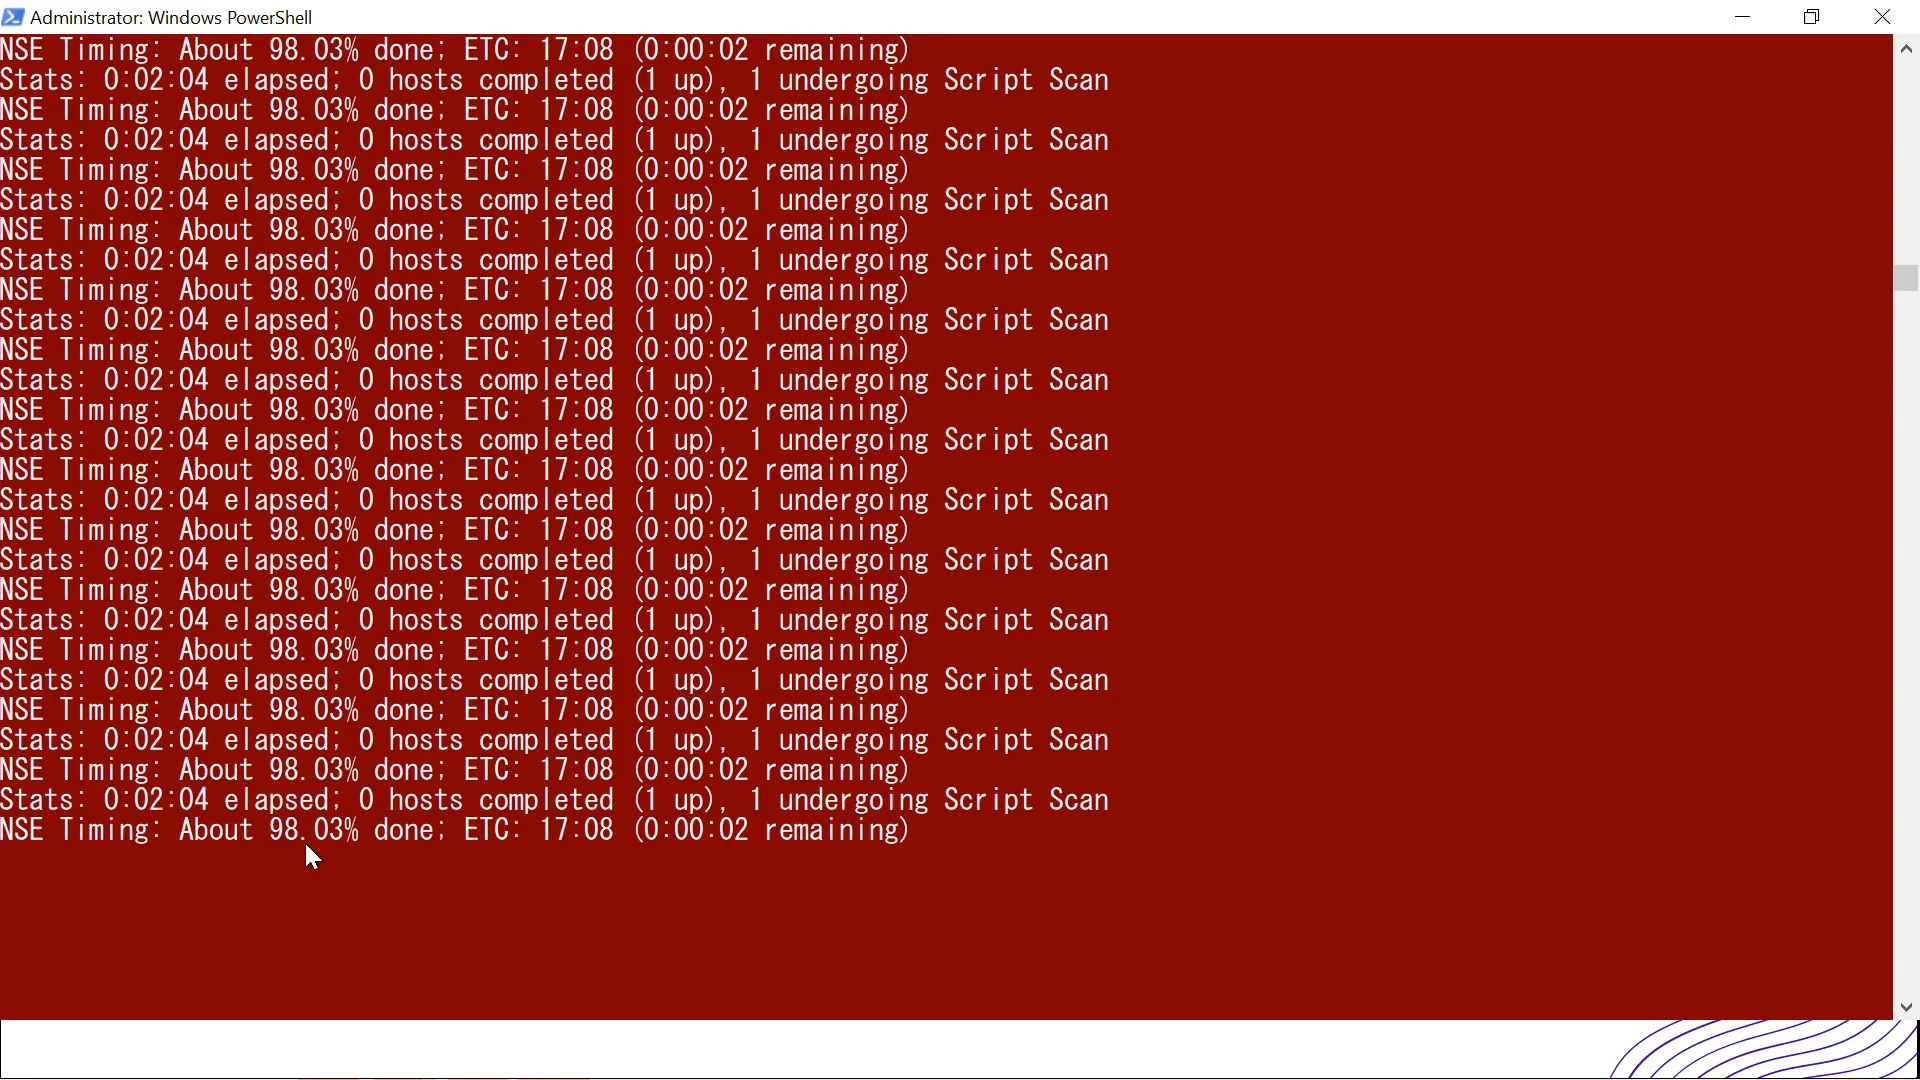 Administrator: Windows PowerShell
NSE Timing: About 98.03% done; ETC: 17:08 (0:00:02 remaining)
Stats: 0:02:04 elapsed; 0 hosts completed (1 up), 1 undergoing Script Scan
NSE Timing: About 98.03% done; ETC: 17:08 (0:00:02 remaining)
Stats: 0:02:04 elapsed; 0 hosts completed (1 up), 1 undergoing Script Scan
NSE Timing: About 98.03% done; ETC: 17:08 (0:00:02 remaining)
Stats: 0:02:04 elapsed; 0 hosts completed (1 up), 1 undergoing Script Scan
NSE Timing: About 98.03% done; ETC: 17:08 (0:00:02 remaining)
Stats: 0:02:04 elapsed; 0 hosts completed (1 up), 1 undergoing Script Scan
NSE Timing: About 98.03% done; ETC: 17:08 (0:00:02 remaining)
Stats: 0:02:04 elapsed; 0 hosts completed (1 up), 1 undergoing Script Scan
NSE Timing: About 98.03% done; ETC: 17:08 (0:00:02 remaining)
Stats: 0:02:04 elapsed; 0 hosts completed (1 up), 1 undergoing Script Scan
NSE Timing: About 98.03% done; ETC: 17:08 (0:00:02 remaining)
Stats: 0:02:04 elapsed; 0 hosts completed (1 up), 1 undergoing Script Scan
NSE Timing: About 98.03% done; ETC: 17:08 (0:00:02 remaining)
Stats: 0:02:04 elapsed; 0 hosts completed (1 up), 1 undergoing Script Scan
NSE Timing: About 98.03% done; ETC: 17:08 (0:00:02 remaining)
Stats: 0:02:04 elapsed; 0 hosts completed (1 up), 1 undergoing Script Scan
NSE Timing: About 98.03% done; ETC: 17:08 (0:00:02 remaining)
Stats: 0:02:04 elapsed; 0 hosts completed (1 up), 1 undergoing Script Scan
NSE Timing: About 98.03% done; ETC: 17:08 (0:00:02 remaining)
Stats: 0:02:04 elapsed; 0 hosts completed (1 up), 1 undergoing Script Scan
NSE Timing: About 98.03% done; ETC: 17:08 (0:00:02 remaining)
Stats: 0:02:04 elapsed; 0 hosts completed (1 up), 1 undergoing Script Scan
NSE Timing: About 98.03% done; ETC: 17:08 (0:00:02 remaining)
Stats: 0:02:04 elapsed; 0 hosts completed (1 up), 1 undergoing Script Scan
NSE Timing: About 98.03% done; ETC: 17:08 (0:00:02 remaining)